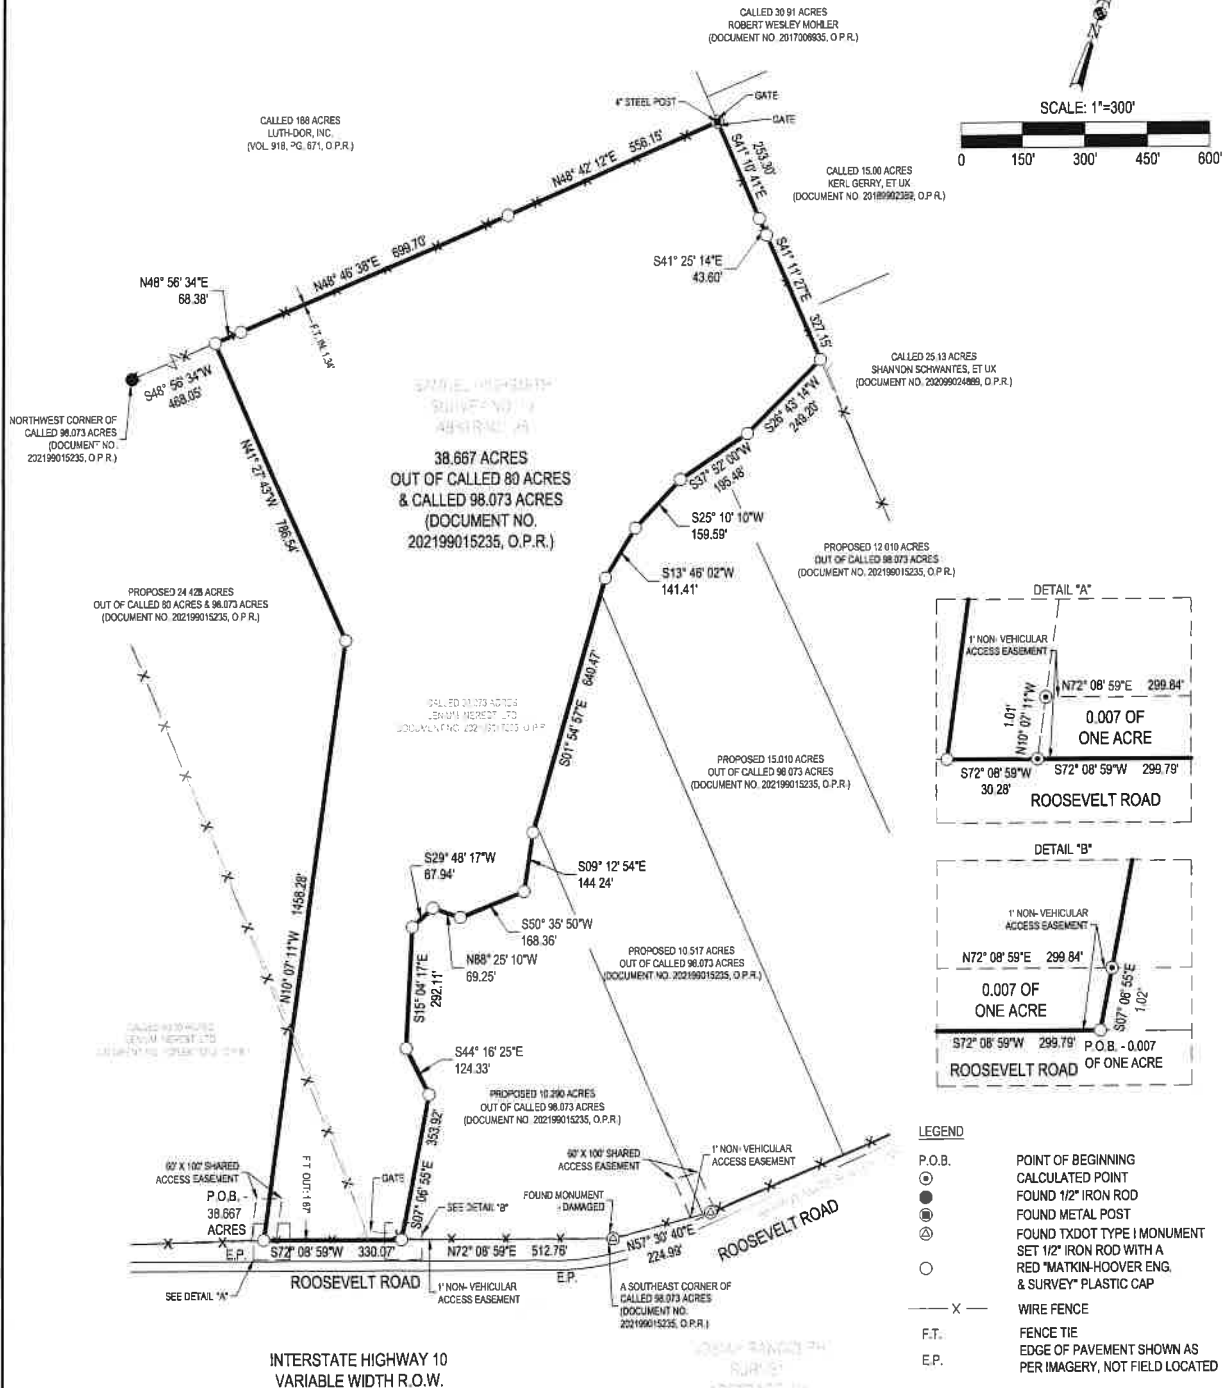 CALLED 30.91 ACRES
ROBERT WESLEY MOHLER
(DOCUMENT NO. 2017006935, O.P.R.)
N
SCALE: 1"=300'
0 150' 300' 450' 600'
CALLED 188 ACRES
LUTH-DOR, INC.
(VOL. 918, PG. 671, O.P.R.)
4" STEEL POST
GATE
GATE
N48° 42' 12"E 556.15'
S41° 10' 41"E
253.30'
CALLED 15.00 ACRES
KERL GERRY, ET UX
(DOCUMENT NO. 20189902389, O.P.R.)
S41° 25' 14"E
43.60'
S41° 11' 27"E 327.15'
N48° 46' 38"E 699.70'
N48° 56' 34"E
68.38'
F.T. IN: 1.34'
S48° 56' 34"W
468.05'
NORTHWEST CORNER OF
CALLED 98.073 ACRES
(DOCUMENT NO.
202199015235, O.P.R.)
CALLED 25.13 ACRES
SHANNON SCHWANTES, ET UX
(DOCUMENT NO. 202099024889, O.P.R.)
38.667 ACRES
OUT OF CALLED 80 ACRES
& CALLED 98.073 ACRES
(DOCUMENT NO.
202199015235, O.P.R.)
S26° 43' 14"W
249.20'
S37° 52' 00"W
195.48'
S25° 10' 10"W
159.59'
S13° 46' 02"W
141.41'
N41° 27' 43"W 786.54'
PROPOSED 12.010 ACRES
OUT OF CALLED 98.073 ACRES
(DOCUMENT NO. 202199015235, O.P.R.)
PROPOSED 24.428 ACRES
OUT OF CALLED 80 ACRES & 98.073 ACRES
(DOCUMENT NO. 202199015235, O.P.R.)
S01° 54' 57"E 640.47'
PROPOSED 15.010 ACRES
OUT OF CALLED 98.073 ACRES
(DOCUMENT NO. 202199015235, O.P.R.)
DETAIL "A"
1' NON-VEHICULAR
ACCESS EASEMENT
N72° 08' 59"E 299.84'
N10° 07' 11"W
1.01'
0.007 OF
ONE ACRE
S72° 08' 59"W
30.28'
S72° 08' 59"W 299.79'
ROOSEVELT ROAD
DETAIL "B"
1' NON-VEHICULAR
ACCESS EASEMENT
N72° 08' 59"E 299.84'
0.007 OF
ONE ACRE
S07° 06' 55"E
1.02'
S72° 08' 59"W 299.79'
P.O.B. - 0.007
OF ONE ACRE
ROOSEVELT ROAD
S29° 48' 17"W
67.94'
S09° 12' 54"E
144.24'
S50° 35' 50"W
168.36'
N88° 25' 10"W
69.25'
S15° 04' 17"E
292.11'
S44° 16' 25"E
124.33'
N10° 07' 11"W 1458.28'
S07° 06' 55"E 353.92'
PROPOSED 10.517 ACRES
OUT OF CALLED 98.073 ACRES
(DOCUMENT NO. 202199015235, O.P.R.)
PROPOSED 10.290 ACRES
OUT OF CALLED 98.073 ACRES
(DOCUMENT NO. 202199015235, O.P.R.)
60' X 100' SHARED
ACCESS EASEMENT
P.O.B. -
38.667
ACRES
F.T. OUT: 1.87'
GATE
SEE DETAIL "B"
FOUND MONUMENT
- DAMAGED
60' X 100' SHARED
ACCESS EASEMENT
1' NON-VEHICULAR
ACCESS EASEMENT
E.P.
S72° 08' 59"W 330.07'
N72° 08' 59"E 512.76'
N57° 30' 40"E
224.99'
ROOSEVELT ROAD
ROOSEVELT ROAD
E.P.
SEE DETAIL "A"
1' NON-VEHICULAR
ACCESS EASEMENT
A SOUTHEAST CORNER OF
CALLED 98.073 ACRES
(DOCUMENT NO.
202199015235, O.P.R.)
INTERSTATE HIGHWAY 10
VARIABLE WIDTH R.O.W.
LEGEND
P.O.B. POINT OF BEGINNING
CALCULATED POINT
FOUND 1/2" IRON ROD
FOUND METAL POST
FOUND TXDOT TYPE I MONUMENT
SET 1/2" IRON ROD WITH A
RED "MATKIN-HOOVER ENG.
& SURVEY" PLASTIC CAP
X WIRE FENCE
F.T. FENCE TIE
E.P. EDGE OF PAVEMENT SHOWN AS
PER IMAGERY, NOT FIELD LOCATED